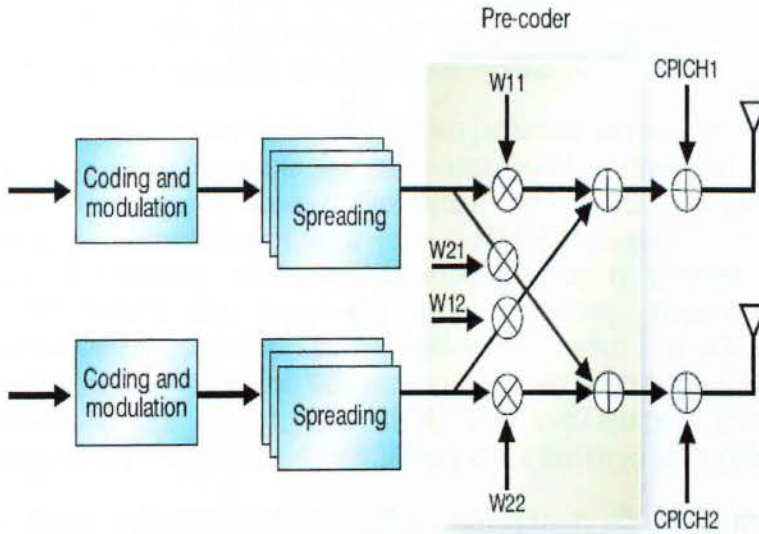 Pre-coder
W11
CPICH1
Coding and
modulation
Spreading
W21
W12
Coding and
modulation
Spreading
W22
CPICH2